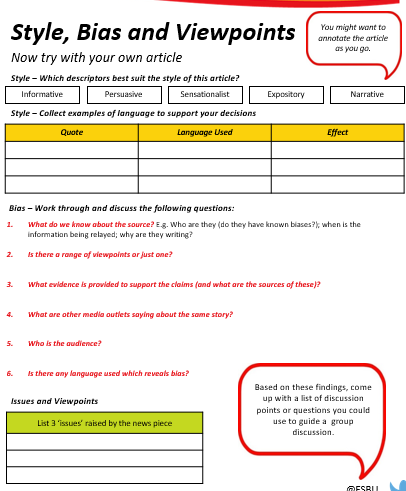 Style, Bias and Viewpoints
Now try with your own article
You might want to
annotate the article
as you go.
Style – Which descriptors best suit the style of this article?
Informative Persuasive Sensationalist Expository Narrative
Style – Collect examples of language to support your decisions
Quote Language Used Effect
Bias – Work through and discuss the following questions:
1. What do we know about the source? E.g. Who are they (do they have known biases?); when is the
information being relayed; why are they writing?
2. Is there a range of viewpoints or just one?
3. What evidence is provided to support the claims (and what are the sources of these)?
4. What are other media outlets saying about the same story?
5. Who is the audience?
6. Is there any language used which reveals bias?
Issues and Viewpoints
List 3 'issues' raised by the news piece
Based on these findings, come
up with a list of discussion
points or questions you could
use to guide a group
discussion.